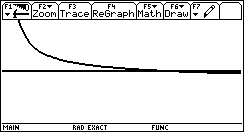 F1 F2 Zoom F3 Trace F4 ReGraph F5 Math F6 Draw F7
MAIN RAD EXACT FUNC